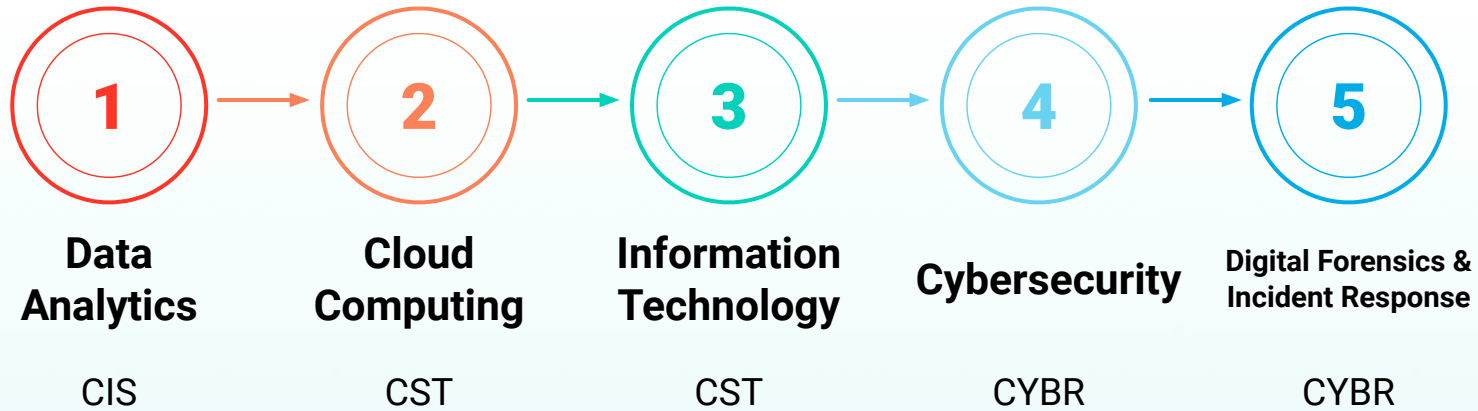 1
2
3
4
5
Data
Analytics
Cloud
Computing
Information
Technology
Cybersecurity
Digital Forensics &
Incident Response
CIS
CST
CST
CYBR
CYBR